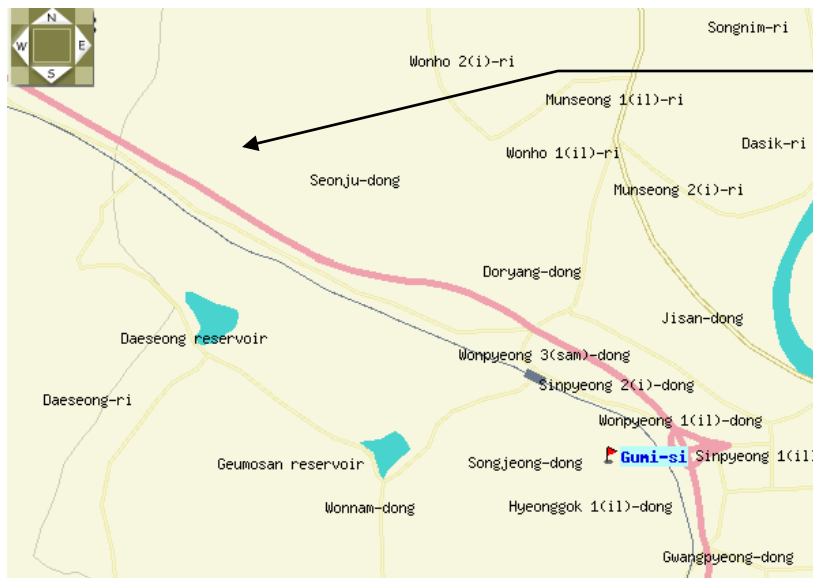 N
W E
S
Songnim-ri
Wonho 2(i)-ri
Munseong 1(il)-ri
Dasik-ri
Wonho 1(il)-ri
Seonju-dong
Munseong 2(i)-ri
Doryang-dong
Jisan-dong
Daeseong reservoir
Wonpyeong 3(sam)-dong
Sinpyeong 2(i)-dong
Daeseong-ri
Wonpyeong 1(il)-dong
Gumi-si
Sinpyeong 1(il)
Geumosan reservoir
Songjeong-dong
Wonnam-dong
Hyeonggok 1(il)-dong
Gwangpyeong-dong